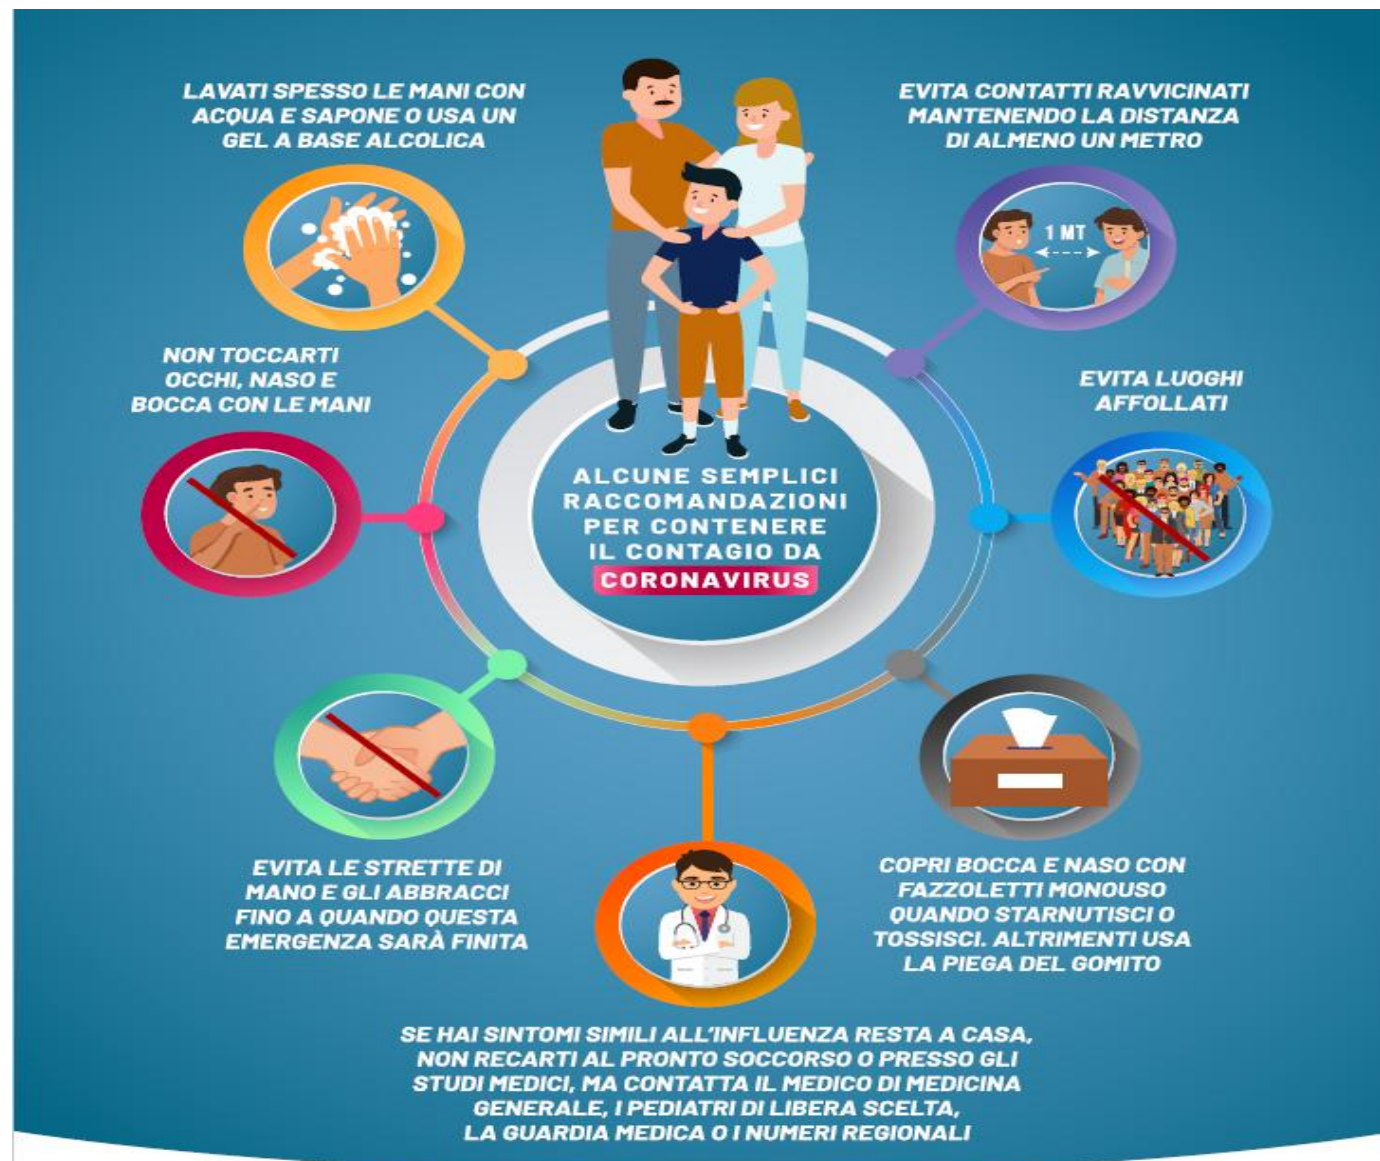 LAVATI SPESSO LE MANI CON
ACQUA E SAPONE O USA UN
GEL A BASE ALCOLICA
EVITA CONTATTI RAVVICINATI
MANTENENDO LA DISTANZA
DI ALMENO UN METRO
1 MT
NON TOCCARTI
OCCHI, NASO E
BOCCA CON LE MANI
EVITA LUOGHI
AFFOLLATI
ALCUNE SEMPLICI
RACCOMANDAZIONI
PER CONTENERE
IL CONTAGIO DA
CORONAVIRUS
EVITA LE STRETTE DI
MANO E GLI ABBRACCI
FINO A QUANDO QUESTA
EMERGENZA SARÀ FINITA
COPRI BOCCA E NASO CON
FAZZOLETTI MONOUSO
QUANDO STARNUTISCI O
TOSSISCI. ALTRIMENTI USA
LA PIEGA DEL GOMITO
SE HAI SINTOMI SIMILI ALL'INFLUENZA RESTA A CASA,
NON RECARTI AL PRONTO SOCCORSO O PRESSO GLI
STUDI MEDICI, MA CONTATTA IL MEDICO DI MEDICINA
GENERALE, I PEDIATRI DI LIBERA SCELTA,
LA GUARDIA MEDICA O I NUMERI REGIONALI